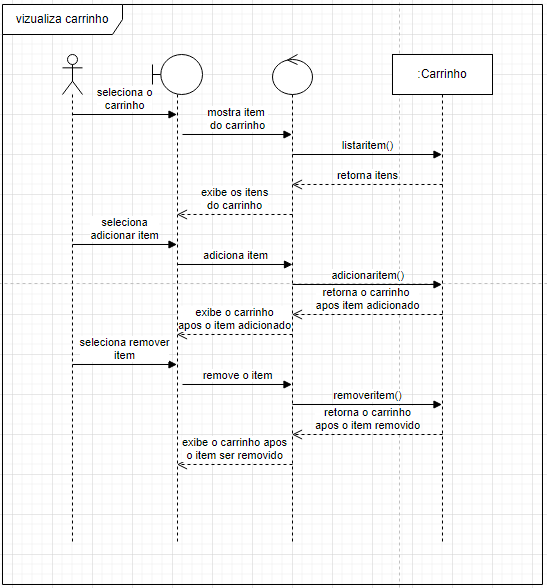 vizualiza carrinho
:Carrinho
seleciona o
carrinho
mostra item
do carrinho
listaritem()
retorna itens
exibe os itens
do carrinho
seleciona
adicionar item
adiciona item
adicionaritem()
retorna o carrinho
apos item adicionado
exibe o carrinho
apos o item adicionado
seleciona remover
item
remove o item
removeritem()
retorna o carrinho
apos o item removido
exibe o carrinho apos
o item ser removido